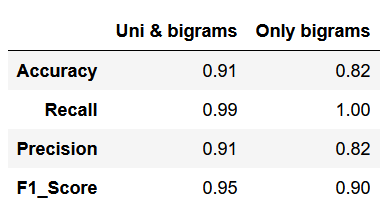 Uni & bigrams Only bigrams
Accuracy 0.91 0.82
Recall 0.99 1.00
Precision 0.91 0.82
F1_Score 0.95 0.90